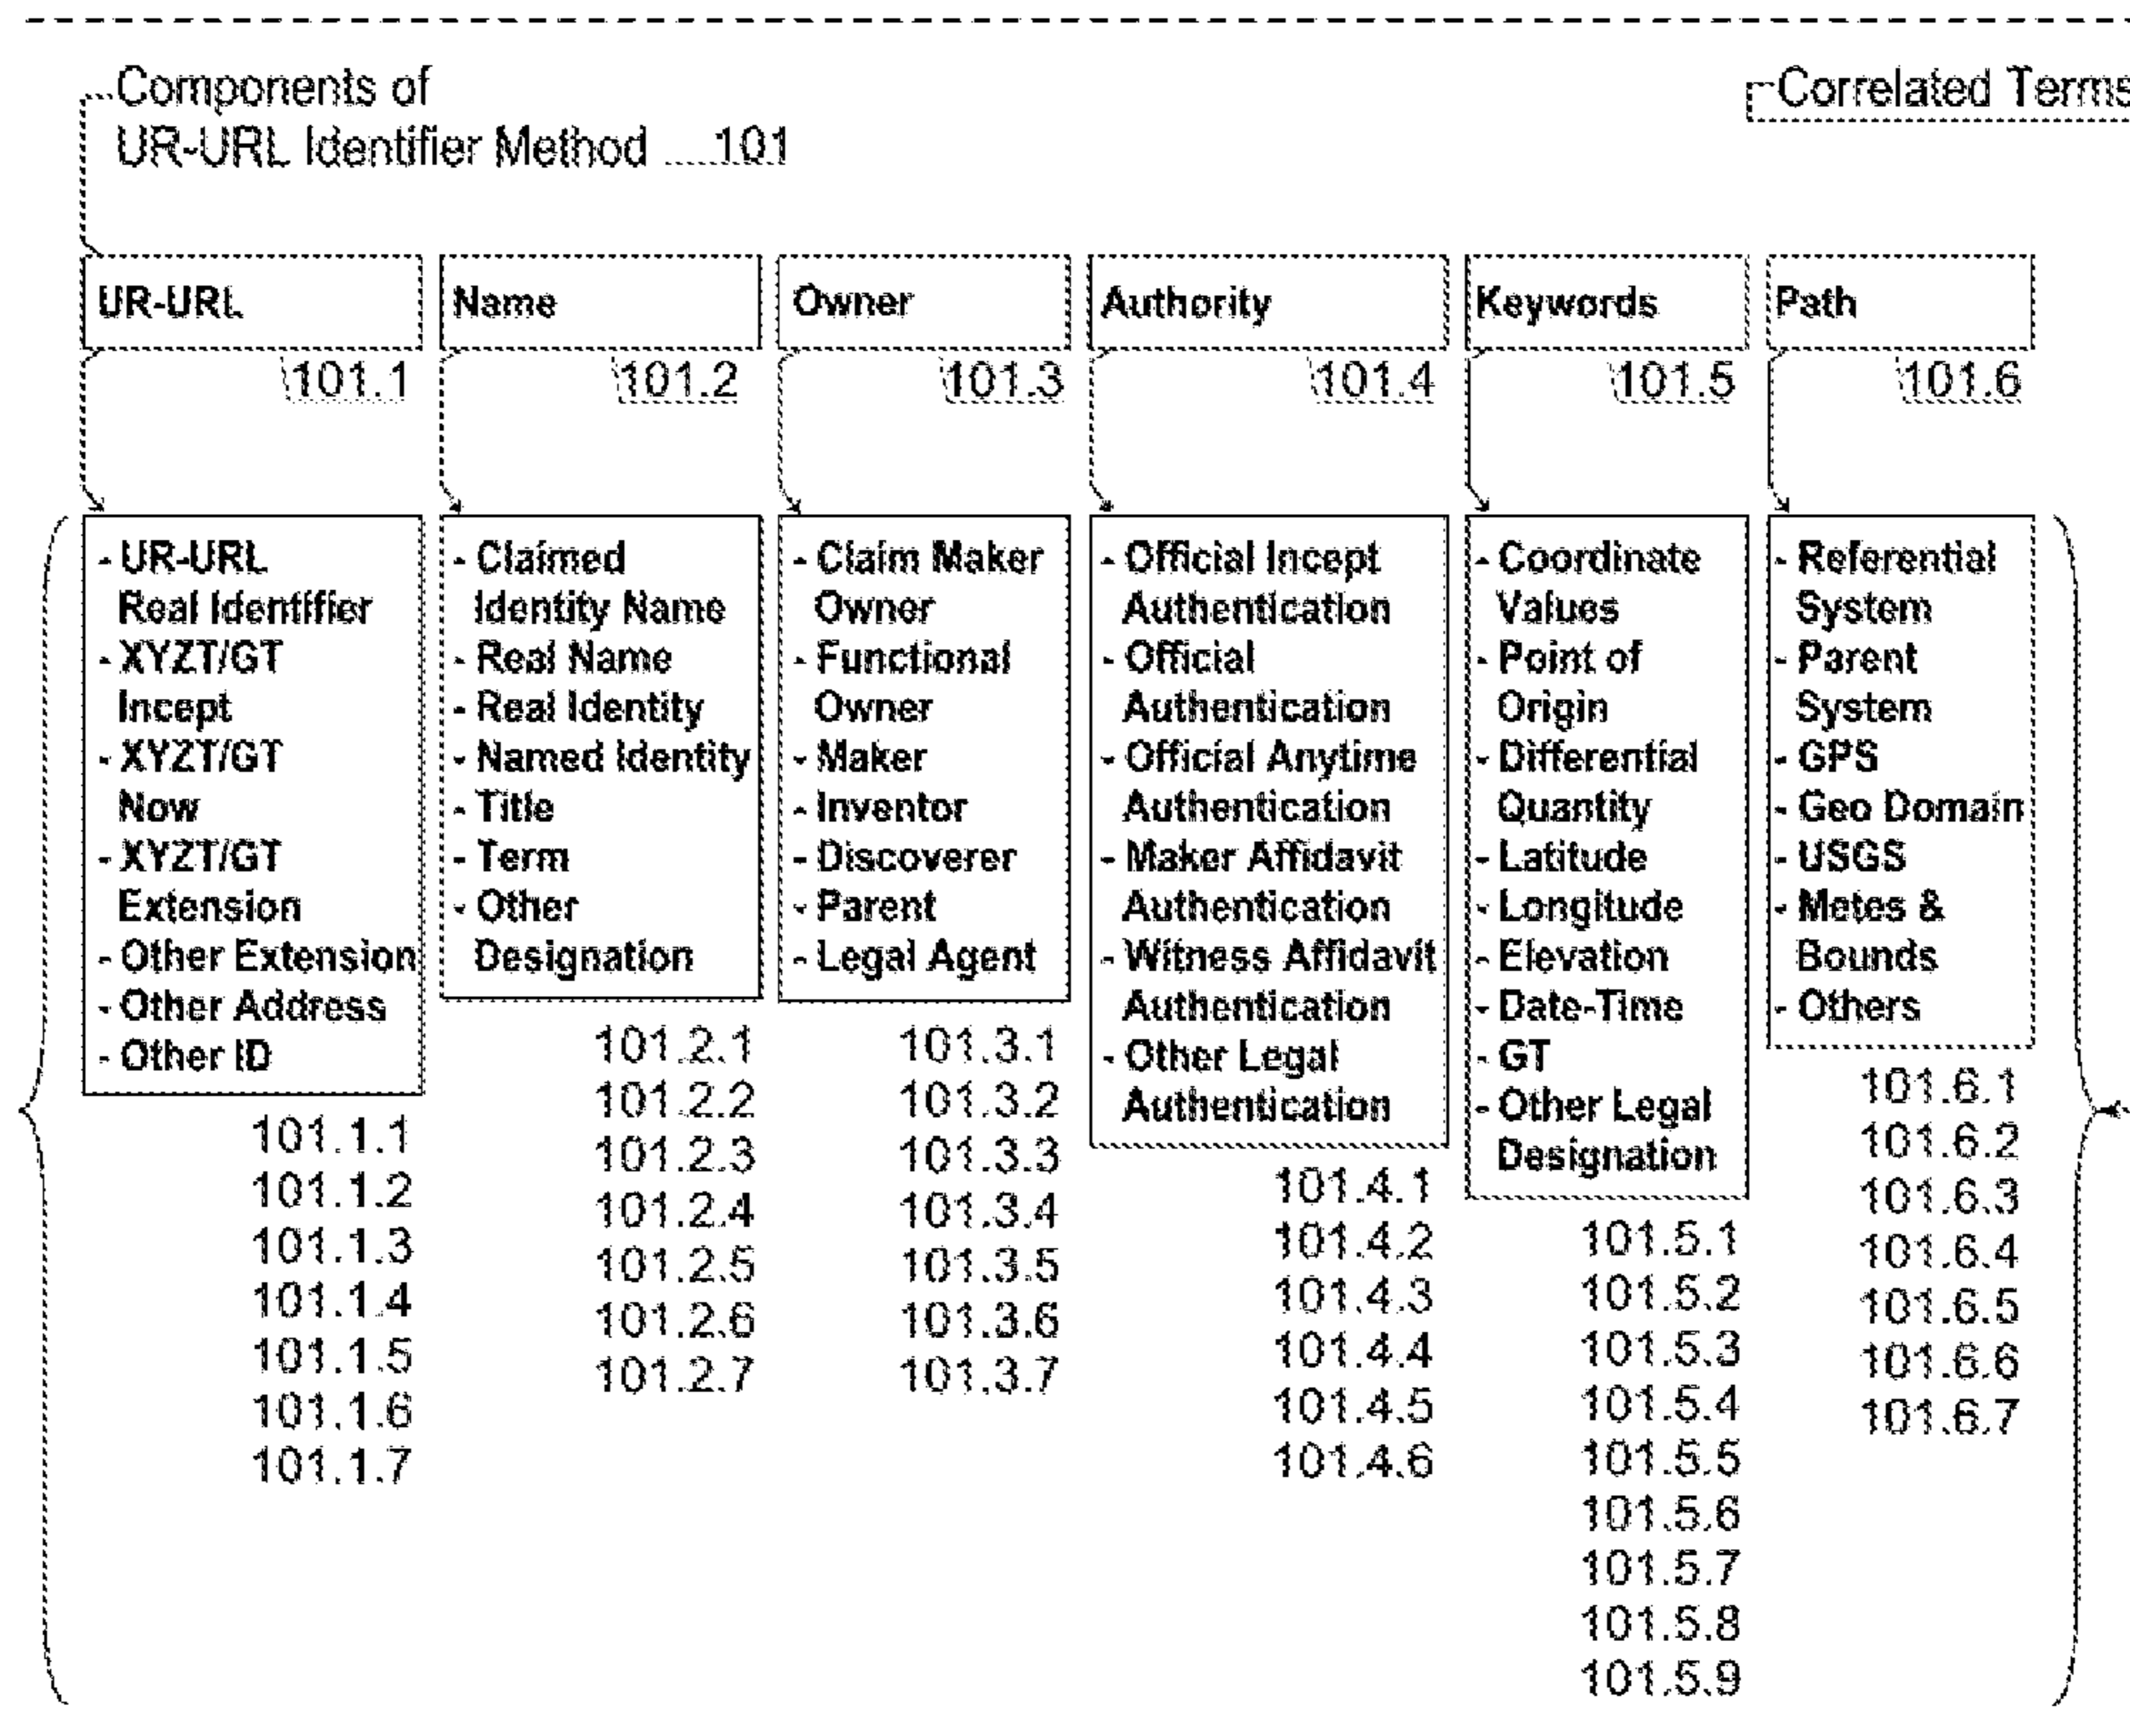 Components of
UR-URL Identifier Method .....101
Correlated Terms
UR-URL
101.1
- UR-URL
Real Identifier
- XYZT/GT
Incept
- XYZT/GT
Now
- XYZT/GT
Extension
- Other Extension
- Other Address
- Other ID
101.1.1
101.1.2
101.1.3
101.1.4
101.1.5
101.1.6
101.1.7
Name
101.2
- Claimed
Identity Name
- Real Name
- Real Identity
- Named Identity
- Title
- Term
- Other
Designation
101.2.1
101.2.2
101.2.3
101.2.4
101.2.5
101.2.6
101.2.7
Owner
101.3
- Claim Maker
Owner
- Functional
Owner
- Maker
- Inventor
- Discoverer
- Parent
- Legal Agent
101.3.1
101.3.2
101.3.3
101.3.4
101.3.5
101.3.6
101.3.7
Authority
101.4
- Official Incept
Authentication
- Official
Authentication
- Official Anytime
Authentication
- Maker Affidavit
Authentication
- Witness Affidavit
Authentication
- Other Legal
Authentication
101.4.1
101.4.2
101.4.3
101.4.4
101.4.5
101.4.6
Keywords
101.5
- Coordinate
Values
- Point of
Origin
- Differential
Quantity
- Latitude
- Longitude
- Elevation
- Date-Time
- GT
- Other Legal
Designation
101.5.1
101.5.2
101.5.3
101.5.4
101.5.5
101.5.6
101.5.7
101.5.8
101.5.9
Path
101.6
- Referential
System
- Parent
System
- GPS
- Geo Domain
- USGS
- Metes &
Bounds
- Others
101.6.1
101.6.2
101.6.3
101.6.4
101.6.5
101.6.6
101.6.7